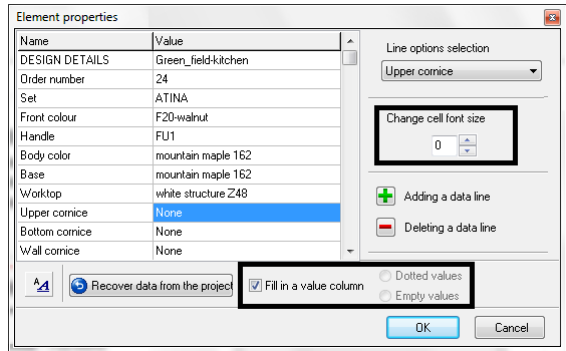 Element properties
Name Value
DESIGN DETAILS Green_field-kitchen
Order number 24
Set ATINA
Front colour F20-walnut
Handle FU1
Body color mountain maple 162
Base mountain maple 162
Worktop white structure Z48
Upper cornice None
Bottom cornice None
Wall cornice None
Line options selection
Upper cornice
Change cell font size
0
Adding a data line
Deleting a data line
AA
Recover data from the project
Fill in a value column
Dotted values
Empty values
OK Cancel